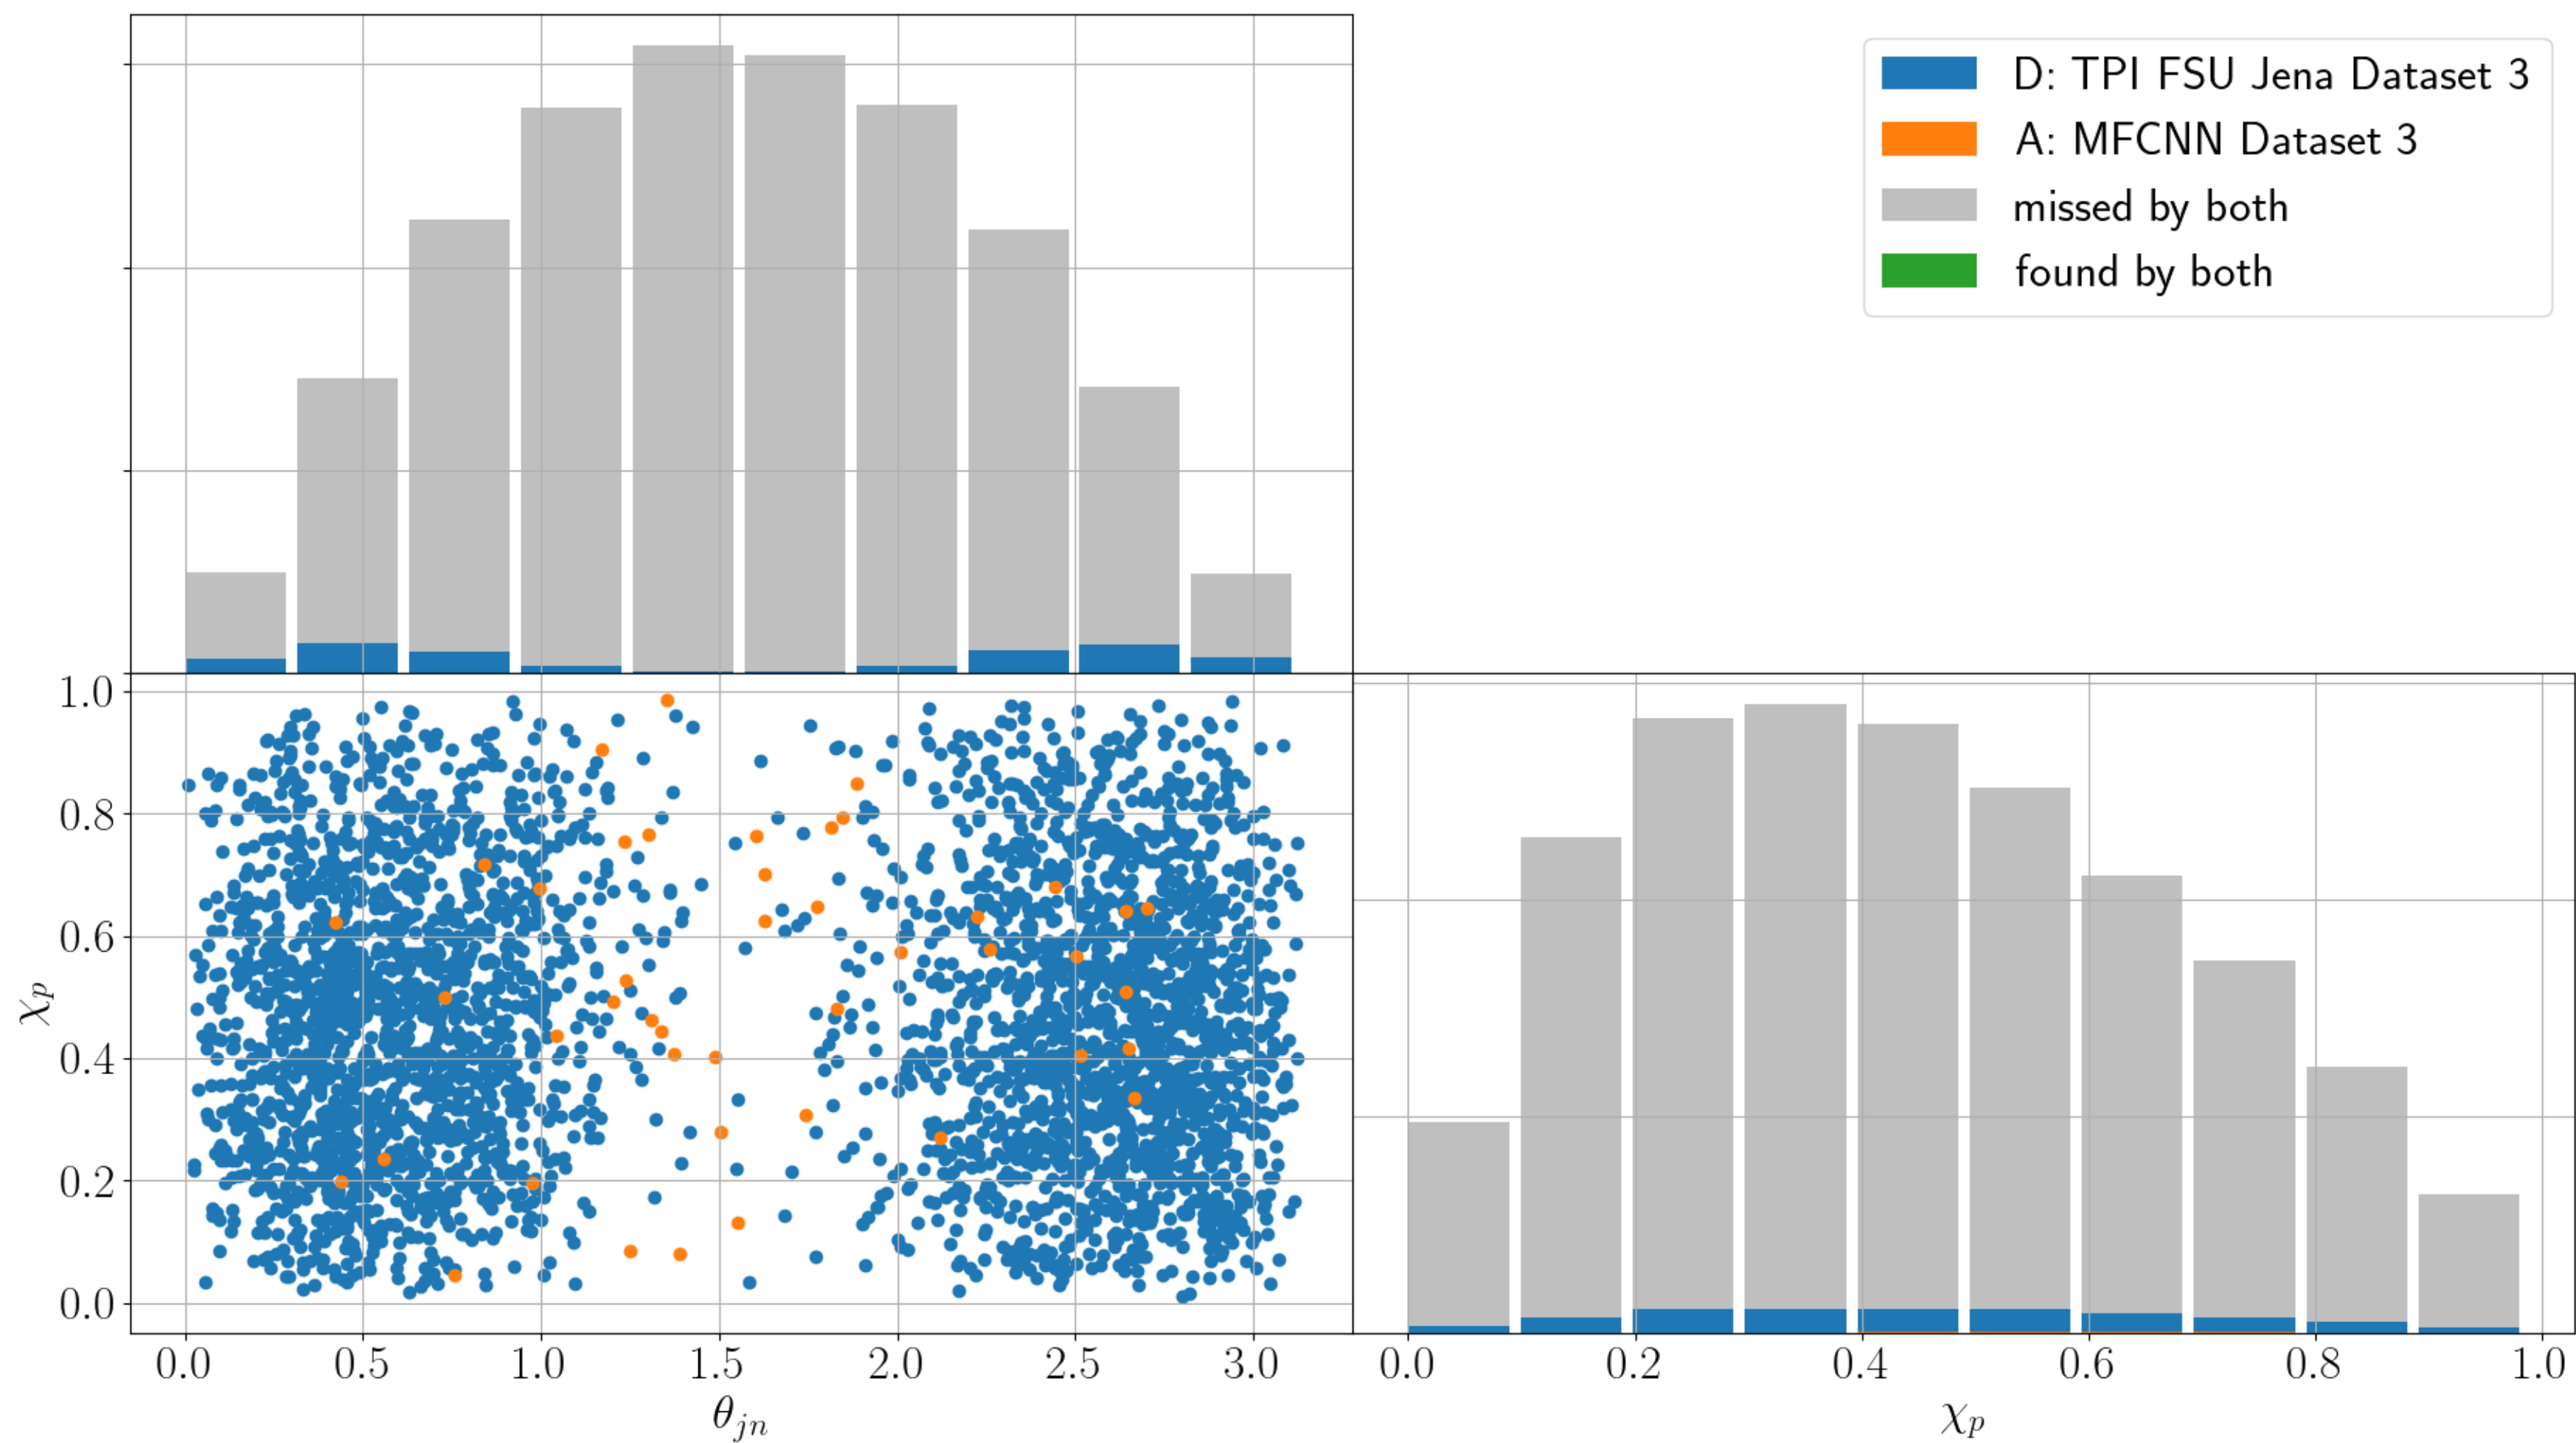 D: TPI FSU Jena Dataset 3
A: MFCNN Dataset 3
missed by both
found by both
1.0
0.8
0.6
0.4
0.2
0.0
χp
0.0 0.5 1.0 1.5 2.0 2.5 3.0
θjn
0.0 0.2 0.4 0.6 0.8 1.0
χp